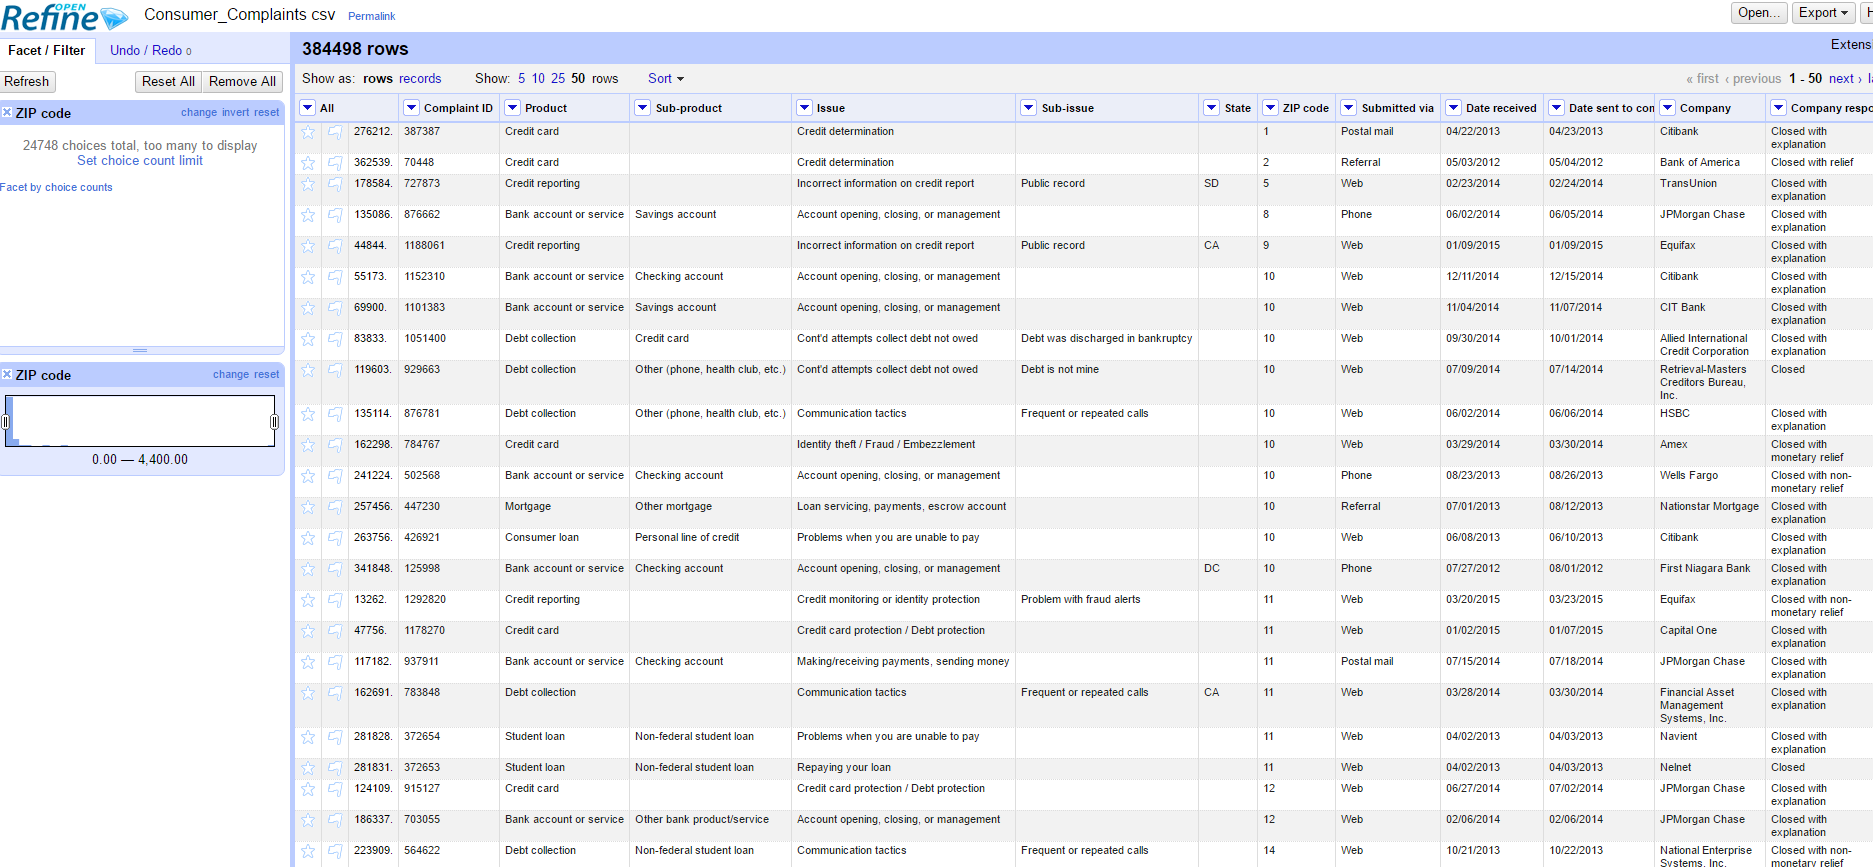 OPEN
Refine Consumer_Complaints csv Permalink Open... Export
Facet / Filter Undo / Redo 0
384498 rows Extens
Refresh Reset All Remove All
Show as: rows records Show: 5 10 25 50 rows Sort « first ‹ previous 1 - 50 next ›
ZIP code change invert reset
24748 choices total, too many to display
Set choice count limit
Facet by choice counts
ZIP code change reset
0.00 — 4,400.00
All Complaint ID Product Sub-product Issue Sub-issue State ZIP code Submitted via Date received Date sent to con Company Company respo
276212. 387387 Credit card Credit determination 1 Postal mail 04/22/2013 04/23/2013 Citibank Closed with
explanation
362539. 70448 Credit card Credit determination 2 Referral 05/03/2012 05/04/2012 Bank of America Closed with relief
178584. 727873 Credit reporting Incorrect information on credit report Public record SD 5 Web 02/23/2014 02/24/2014 TransUnion Closed with
explanation
135086. 876662 Bank account or service Savings account Account opening, closing, or management 8 Phone 06/02/2014 06/05/2014 JPMorgan Chase Closed with
explanation
44844. 1188061 Credit reporting Incorrect information on credit report Public record CA 9 Web 01/09/2015 01/09/2015 Equifax Closed with
explanation
55173. 1152310 Bank account or service Checking account Account opening, closing, or management 10 Web 12/11/2014 12/15/2014 Citibank Closed with
explanation
69900. 1101383 Bank account or service Savings account Account opening, closing, or management 10 Web 11/04/2014 11/07/2014 CIT Bank Closed with
explanation
83833. 1051400 Debt collection Credit card Cont'd attempts collect debt not owed Debt was discharged in bankruptcy 10 Web 09/30/2014 10/01/2014 Allied International Closed with
Credit Corporation explanation
119603. 929663 Debt collection Other (phone, health club, etc.) Cont'd attempts collect debt not owed Debt is not mine 10 Web 07/09/2014 07/14/2014 Retrieval-Masters Closed
Creditors Bureau,
Inc.
135114. 876781 Debt collection Other (phone, health club, etc.) Communication tactics Frequent or repeated calls 10 Web 06/02/2014 06/06/2014 HSBC Closed with
explanation
162298. 784767 Credit card Identity theft / Fraud / Embezzlement 10 Web 03/29/2014 03/30/2014 Amex Closed with
monetary relief
241224. 502568 Bank account or service Checking account Account opening, closing, or management 10 Phone 08/23/2013 08/26/2013 Wells Fargo Closed with non-
monetary relief
257456. 447230 Mortgage Other mortgage Loan servicing, payments, escrow account 10 Referral 07/01/2013 08/12/2013 Nationstar Mortgage Closed with
explanation
263756. 426921 Consumer loan Personal line of credit Problems when you are unable to pay 10 Web 06/08/2013 06/10/2013 Citibank Closed with
explanation
341848. 125998 Bank account or service Checking account Account opening, closing, or management DC 10 Phone 07/27/2012 08/01/2012 First Niagara Bank Closed with
explanation
13262. 1292820 Credit reporting Credit monitoring or identity protection Problem with fraud alerts 11 Web 03/20/2015 03/23/2015 Equifax Closed with non-
monetary relief
47756. 1178270 Credit card Credit card protection / Debt protection 11 Web 01/02/2015 01/07/2015 Capital One Closed with
explanation
117182. 937911 Bank account or service Checking account Making/receiving payments, sending money 11 Postal mail 07/15/2014 07/18/2014 JPMorgan Chase Closed with
explanation
162691. 783848 Debt collection Communication tactics Frequent or repeated calls CA 11 Web 03/28/2014 03/30/2014 Financial Asset Closed with
Management explanation
Systems, Inc.
281828. 372654 Student loan Non-federal student loan Problems when you are unable to pay 11 Web 04/02/2013 04/03/2013 Navient Closed with
explanation
281831. 372653 Student loan Non-federal student loan Repaying your loan 11 Web 04/02/2013 04/03/2013 Nelnet Closed
124109. 915127 Credit card Credit card protection / Debt protection 12 Web 06/27/2014 07/02/2014 JPMorgan Chase Closed with
explanation
186337. 703055 Bank account or service Other bank product/service Account opening, closing, or management 12 Web 02/06/2014 02/06/2014 JPMorgan Chase Closed with
explanation
223909. 564622 Debt collection Non-federal student loan Communication tactics Frequent or repeated calls 14 Web 10/21/2013 10/22/2013 National Enterprise Closed with non-
Systems, Inc. monetary relief